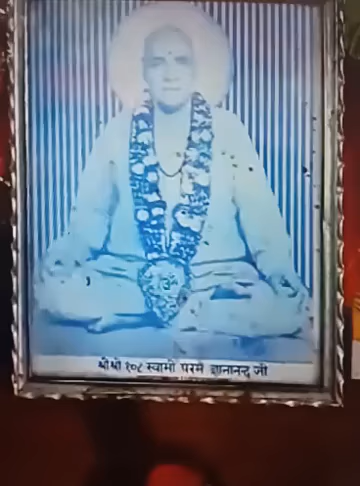 ॐ
श्री श्री १०८ स्वामी परमे ज्ञानानन्द जी